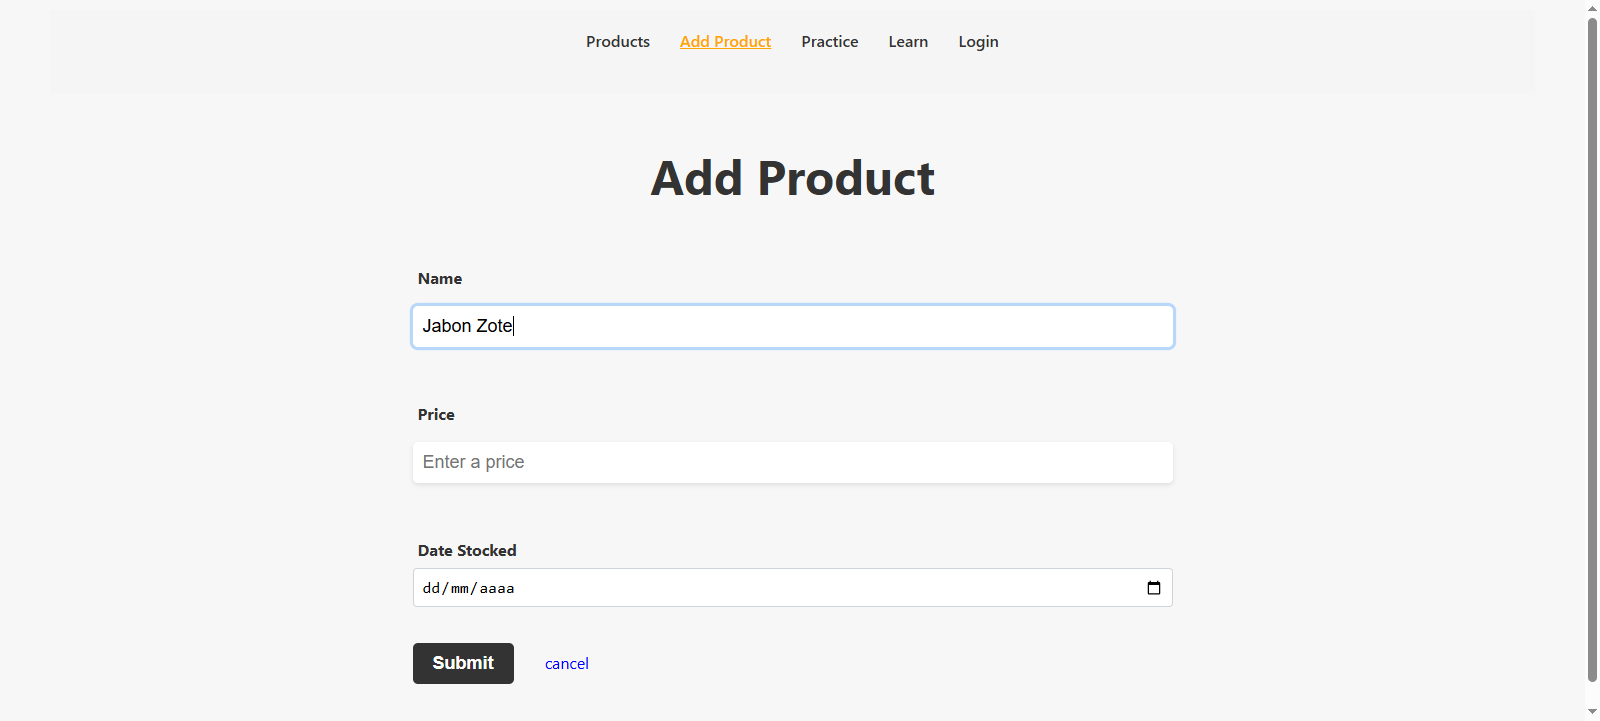 Products Add Product Practice Learn Login
Add Product
Name
Jabon Zote
Price
Enter a price
Date Stocked
dd/mm/aaaa
Submit cancel